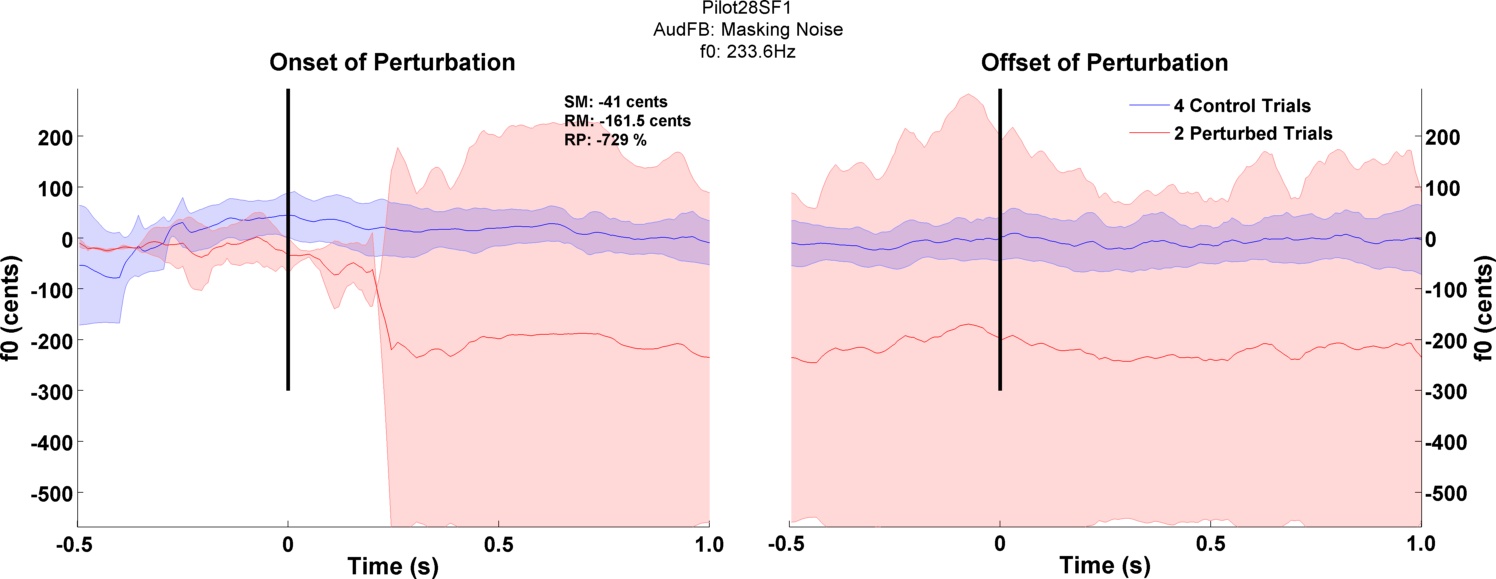 Pilot28SF1
AudFB: Masking Noise
f0: 233.6Hz
Onset of Perturbation
SM: -41 cents
RM: -161.5 cents
RP: -729 %
f0 (cents)
200
100
0
-100
-200
-300
-400
-500
-0.5
0
0.5
1.0
Time (s)
Offset of Perturbation
4 Control Trials
2 Perturbed Trials
200
100
0
-100
-200
-300
-400
-500
f0 (cents)
-0.5
0
0.5
1.0
Time (s)